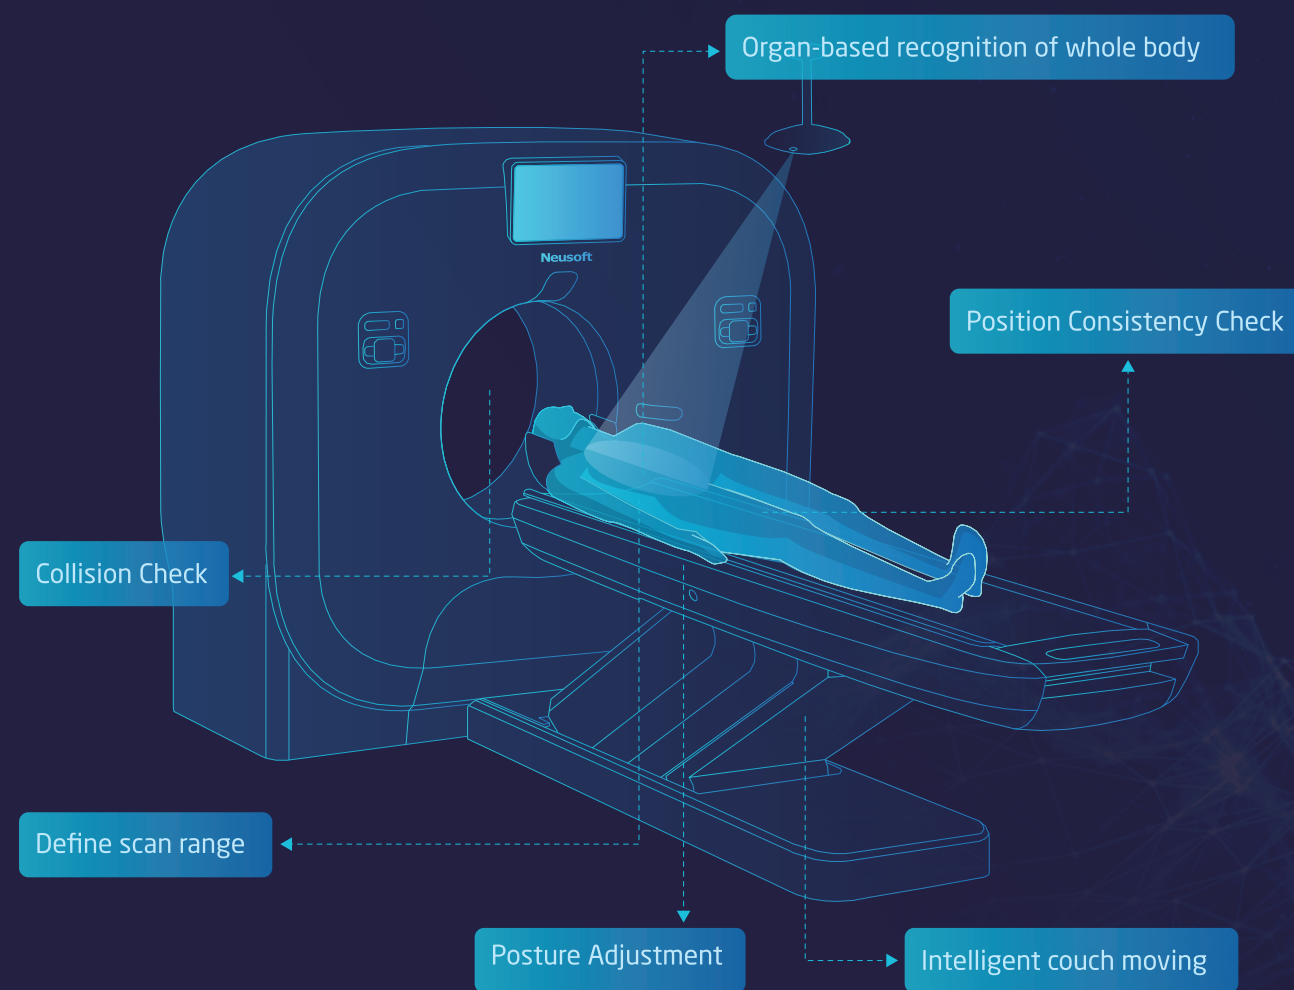 Organ-based recognition of whole body
Neusoft
Position Consistency Check
Collision Check
Define scan range
Posture Adjustment
Intelligent couch moving